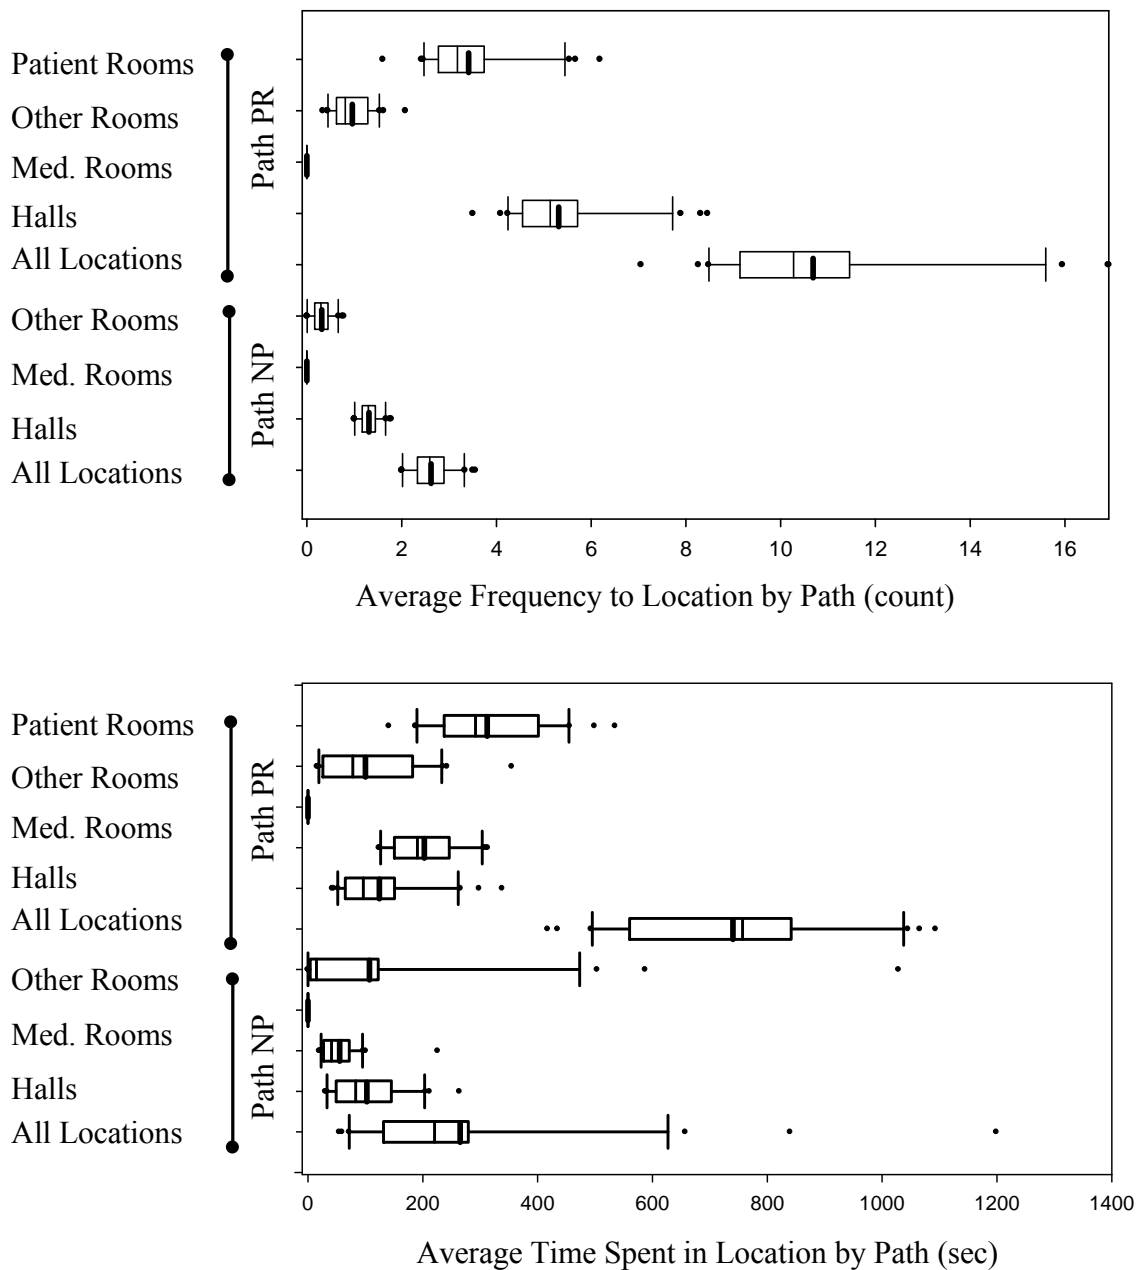 Patient Rooms
Other Rooms
Med. Rooms
Halls
All Locations
Path PR
Other Rooms
Med. Rooms
Halls
All Locations
Path NP
0 2 4 6 8 10 12 14 16
Average Frequency to Location by Path (count)
Patient Rooms
Other Rooms
Med. Rooms
Halls
All Locations
Path PR
Other Rooms
Med. Rooms
Halls
All Locations
Path NP
0 200 400 600 800 1000 1200 1400
Average Time Spent in Location by Path (sec)